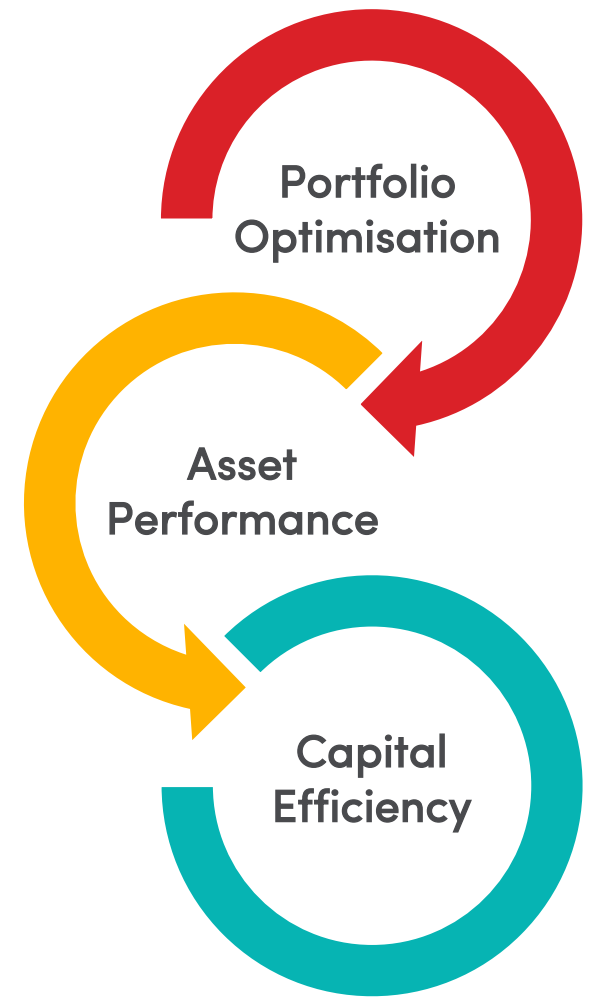 Portfolio
Optimisation
Asset
Performance
Capital
Efficiency